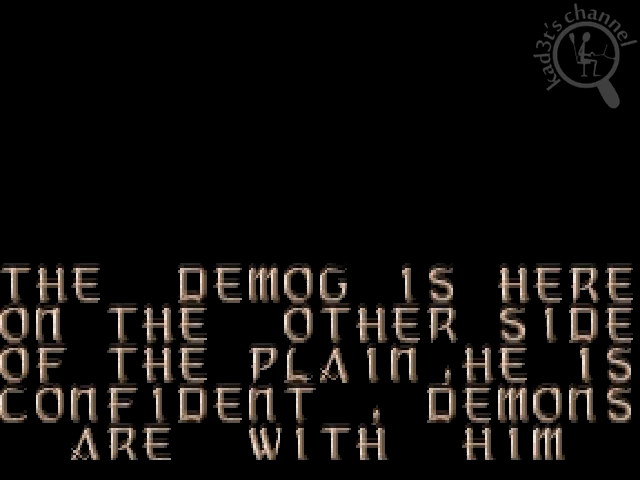 kad3t's channel
THE DEMOG IS HERE
ON THE OTHER SIDE
OF THE PLAIN ,HE IS
CONFIDENT , DEMONS
ARE WITH HIM